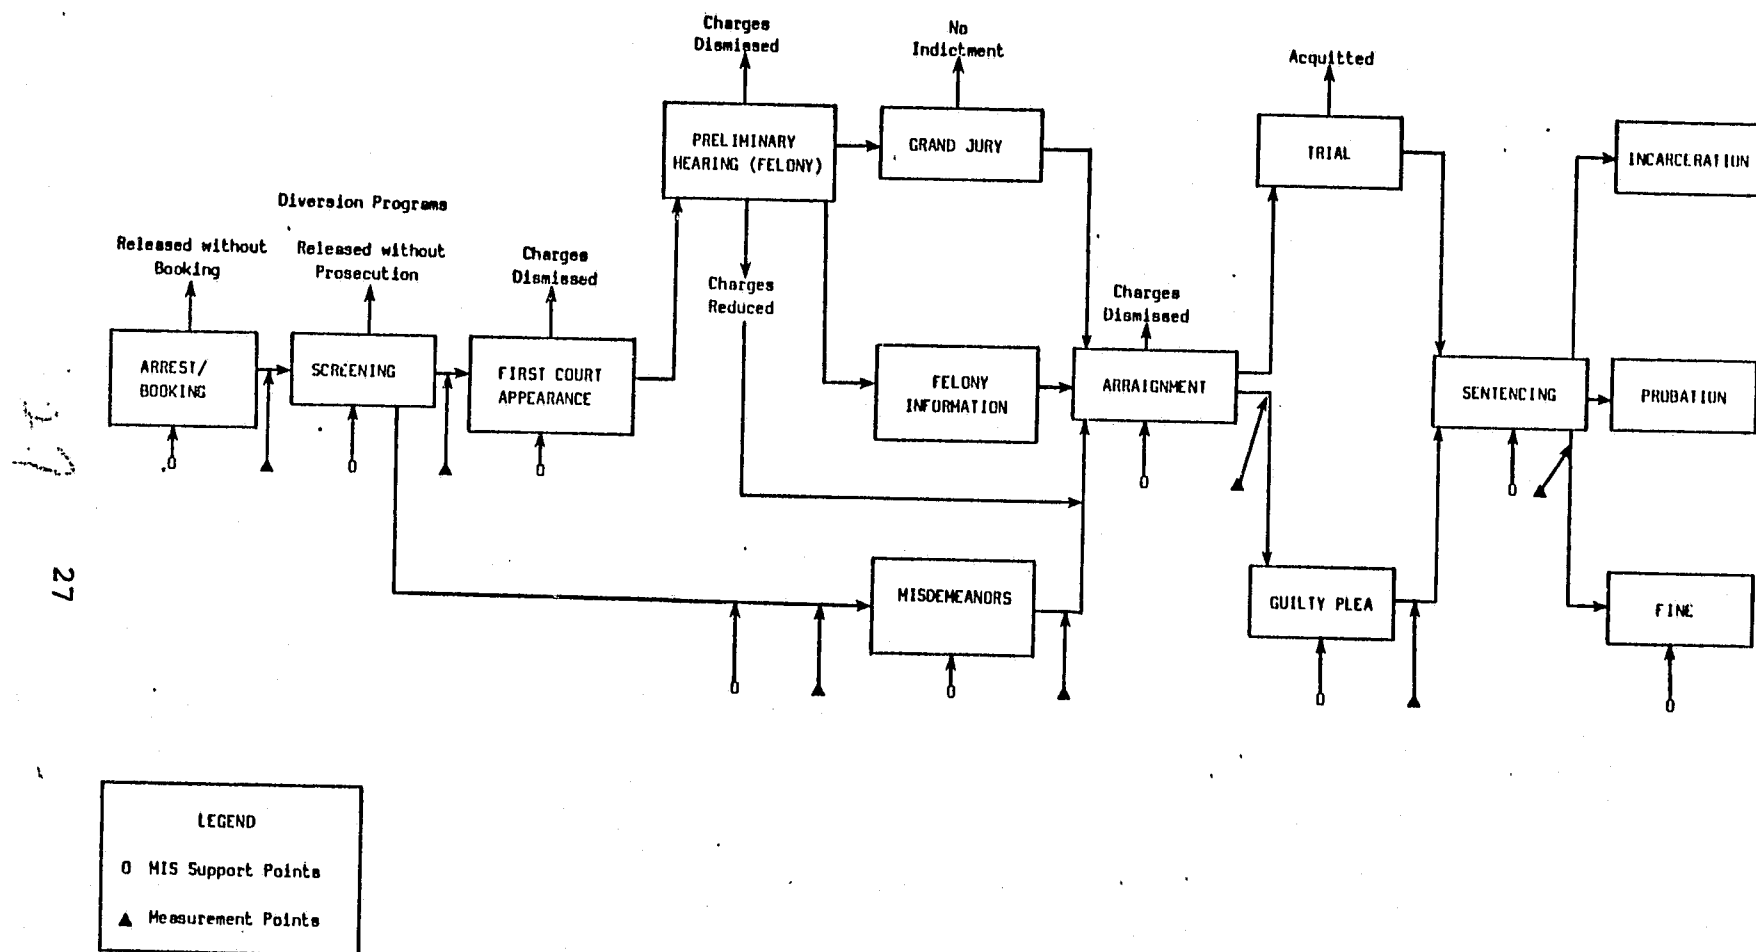 Charges
Dismissed
No
Indictment
Acquitted
PRELIMINARY
HEARING (FELONY)
GRAND JURY
TRIAL
INCARCERATION
Diversion Programs
Released without
Booking
Released without
Prosecution
Charges
Dismissed
Charges
Reduced
Charges
Dismissed
ARREST/
BOOKING
SCREENING
FIRST COURT
APPEARANCE
FELONY
INFORMATION
ARRAIGNMENT
SENTENCING
PROBATION
MISDEMEANORS
GUILTY PLEA
FINE
27
LEGEND
0 MIS Support Points
▲ Measurement Points